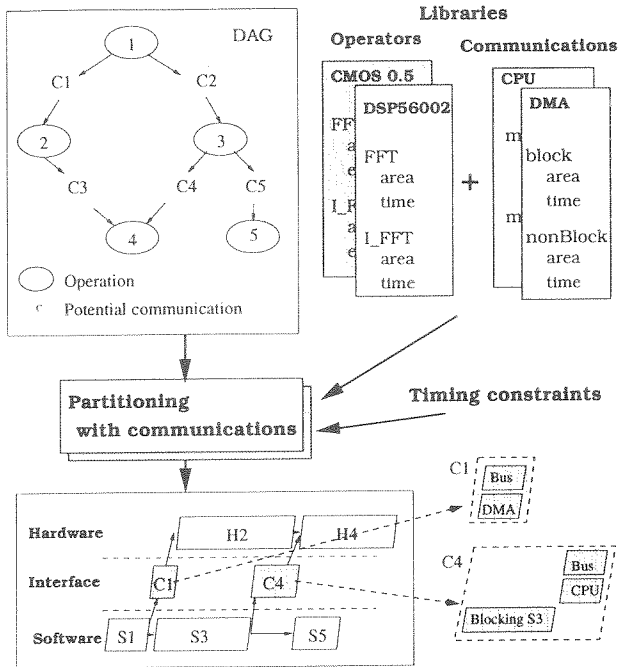 Libraries
DAG
Operators
Communications
1
C1
C2
2
3
C3
C4
C5
4
5
Operation
c Potential communication
CMOS 0.5
FF
a
e
I_F
a
e
DSP56002
FFT
area
time
I_FFT
area
time
+
CPU
m
m
DMA
block
area
time
nonBlock
area
time
Partitioning
with communications
Timing constraints
Hardware
H2
H4
Interface
C1
C4
Software
S1
S3
S5
C1
Bus
DMA
C4
Bus
CPU
Blocking S3